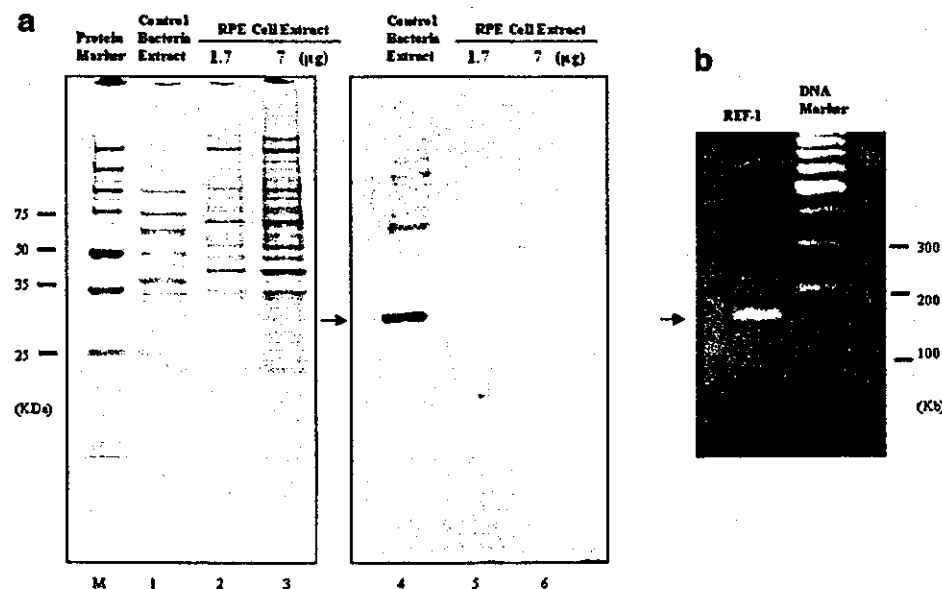 a
Protein Marker
Control Bacteria Extract
RPE Cell Extract
1.7 7 (µg)
Control Bacteria Extract
RPE Cell Extract
1.7 7 (µg)
75
50
35
25
(KDa)
M 1 2 3 4 5 6
b
REF-1
DNA Marker
300
200
100
(Kb)